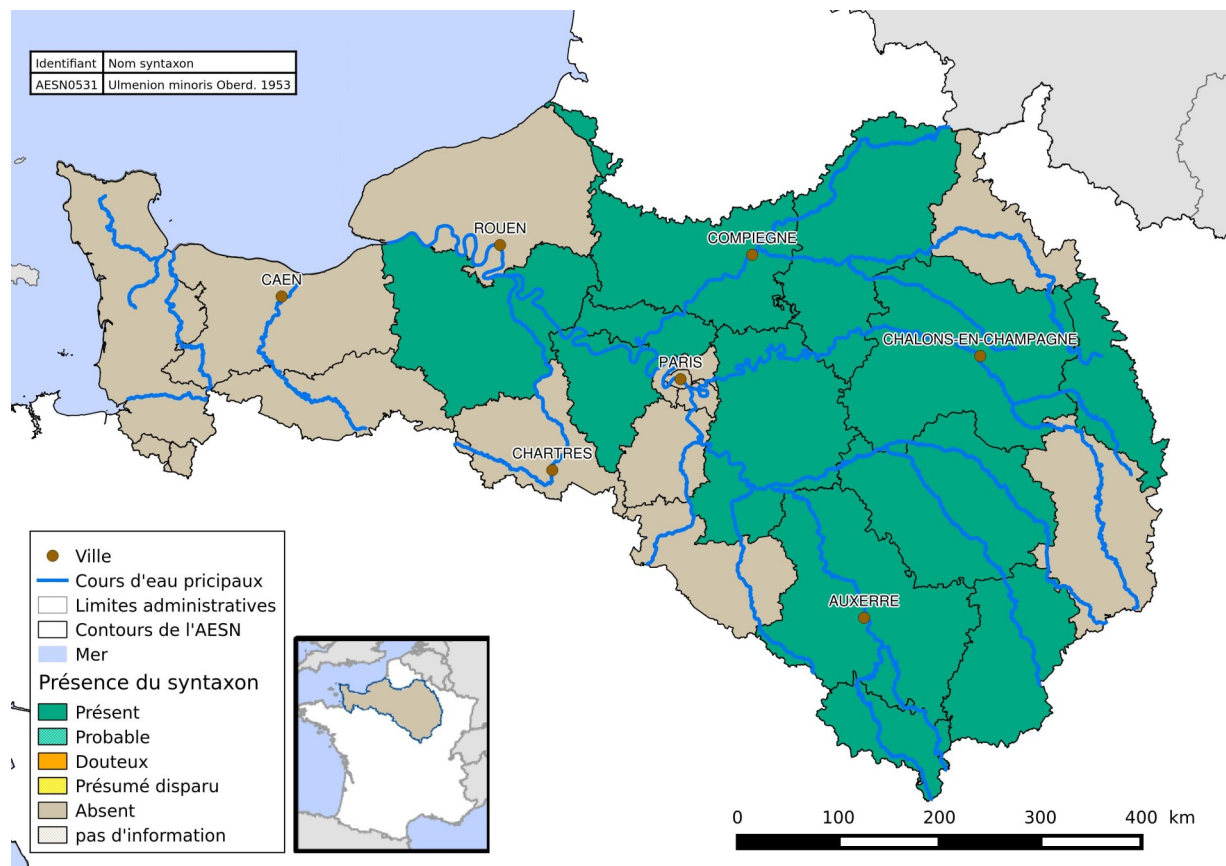 Identifiant Nom syntaxon
AESN0531 Ulmenion minoris Oberd. 1953
ROUEN
COMPIEGNE
CAEN
CHALONS-EN-CHAMPAGNE
PARIS
CHARTRES
AUXERRE
Ville
Cours d'eau pricipaux
Limites administratives
Contours de l'AESN
Mer
Présence du syntaxon
Présent
Probable
Douteux
Présumé disparu
Absent
pas d'information
0 100 200 300 400 km